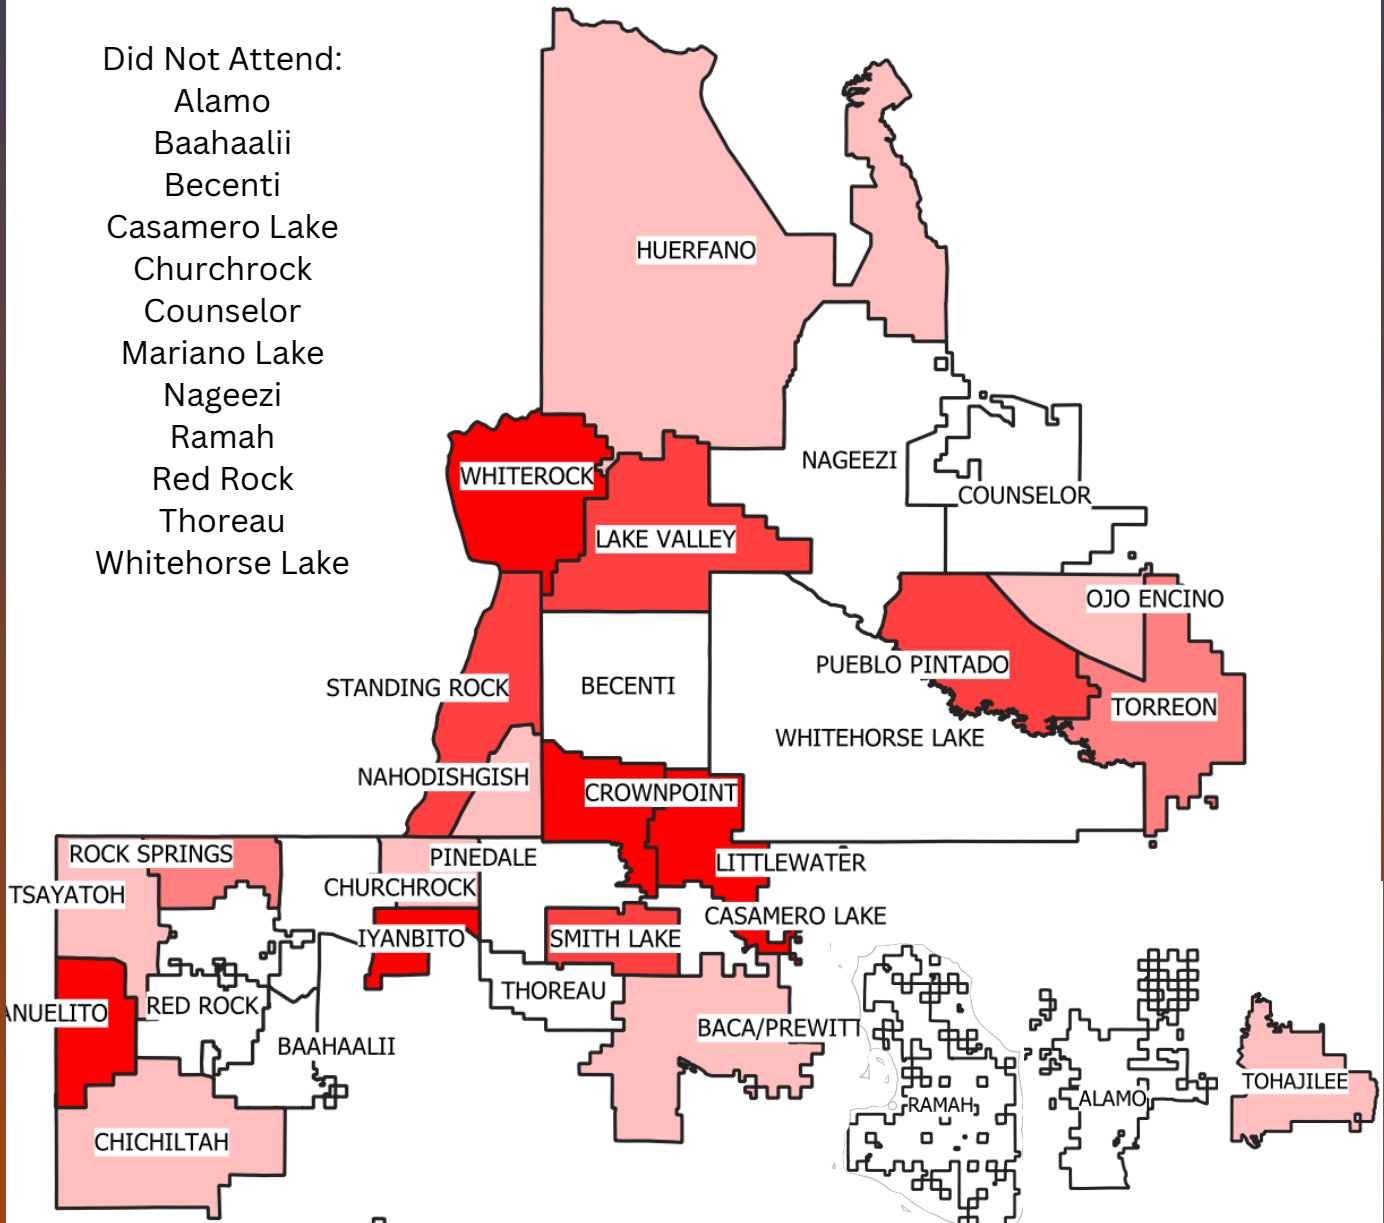 Did Not Attend:
Alamo
Baahaalii
Becenti
Casamero Lake
Churchrock
Counselor
Mariano Lake
Nageezi
Ramah
Red Rock
Thoreau
Whitehorse Lake
HUERFANO
NAGEEZI
WHITEROCK
COUNSELOR
LAKE VALLEY
OJO ENCINO
PUEBLO PINTADO
STANDING ROCK
BECENTI
TORREON
WHITEHORSE LAKE
NAHODISHGISH
CROWNPOINT
ROCK SPRINGS
PINEDALE
LITTLEWATER
TSAYATOH
CHURCHROCK
CASAMERO LAKE
IYANBITO
SMITH LAKE
THOREAU
RED ROCK
ANUELITO
BACA/PREWITT
BAAHAALII
TOHAJILEE
ALAMO
RAMAH
CHICHILTAH